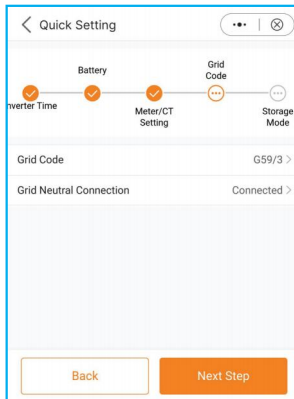 Quick Setting
Battery
Grid
Code
nverter Time
Meter/CT
Setting
Storage
Mode
Grid Code
G59/3
Grid Neutral Connection
Connected
Back
Next Step